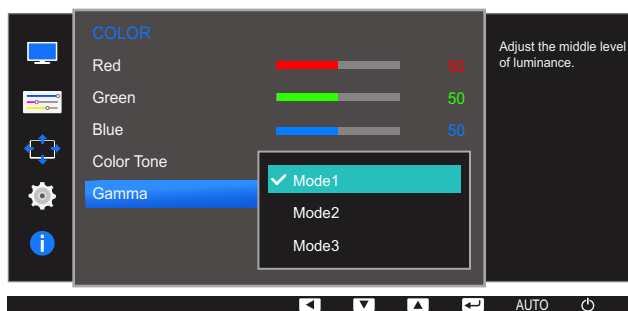 COLOR
Red 50
Green 50
Blue 50
Color Tone
Gamma
Mode1
Mode2
Mode3
Adjust the middle level
of luminance.
AUTO